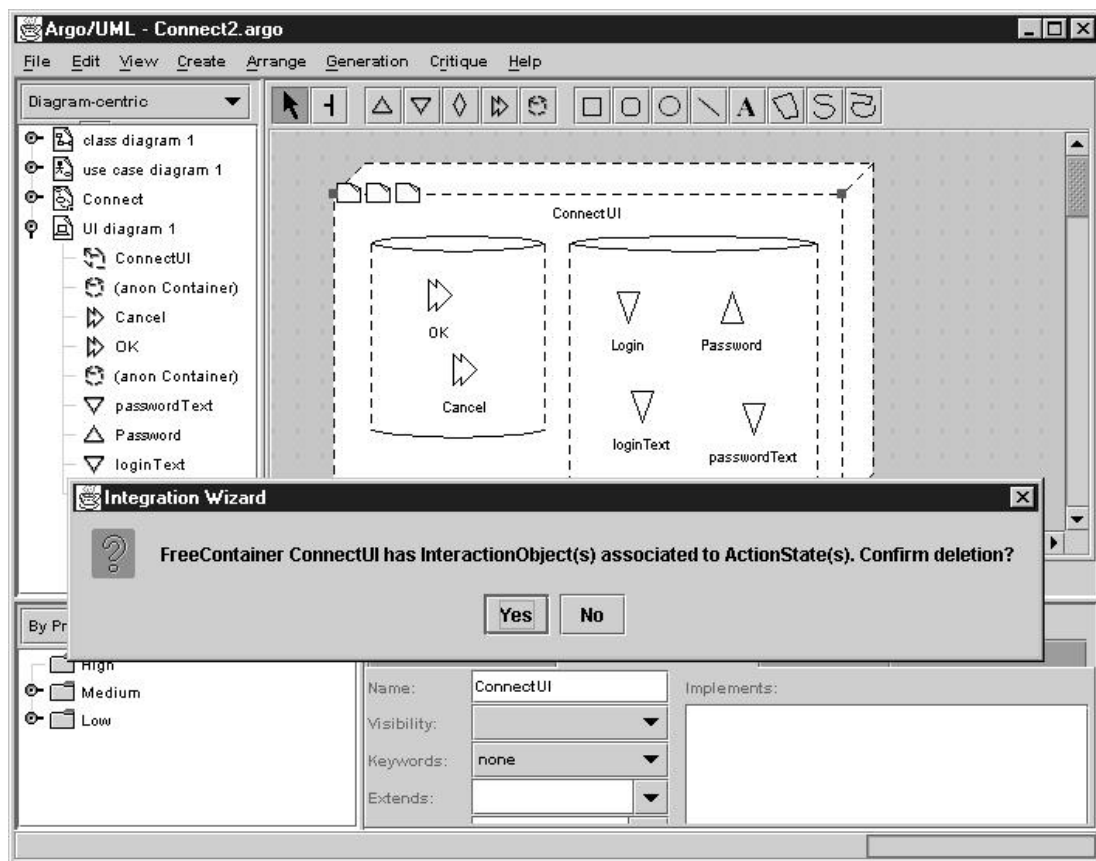 Argo/UML - Connect2.argo
File Edit View Create Arrange Generation Critique Help
Diagram-centric
A
class diagram 1
use case diagram 1
Connect
UI diagram 1
ConnectUI
(anon Container)
Cancel
OK
(anon Container)
passwordText
Password
loginText
ConnectUI
OK
Cancel
Login
Password
loginText
passwordText
Integration Wizard
FreeContainer ConnectUI has InteractionObject(s) associated to ActionState(s). Confirm deletion?
Yes
No
By Pr
High
Medium
Low
Name:
ConnectUI
Implements:
Visibility:
Keywords:
none
Extends: